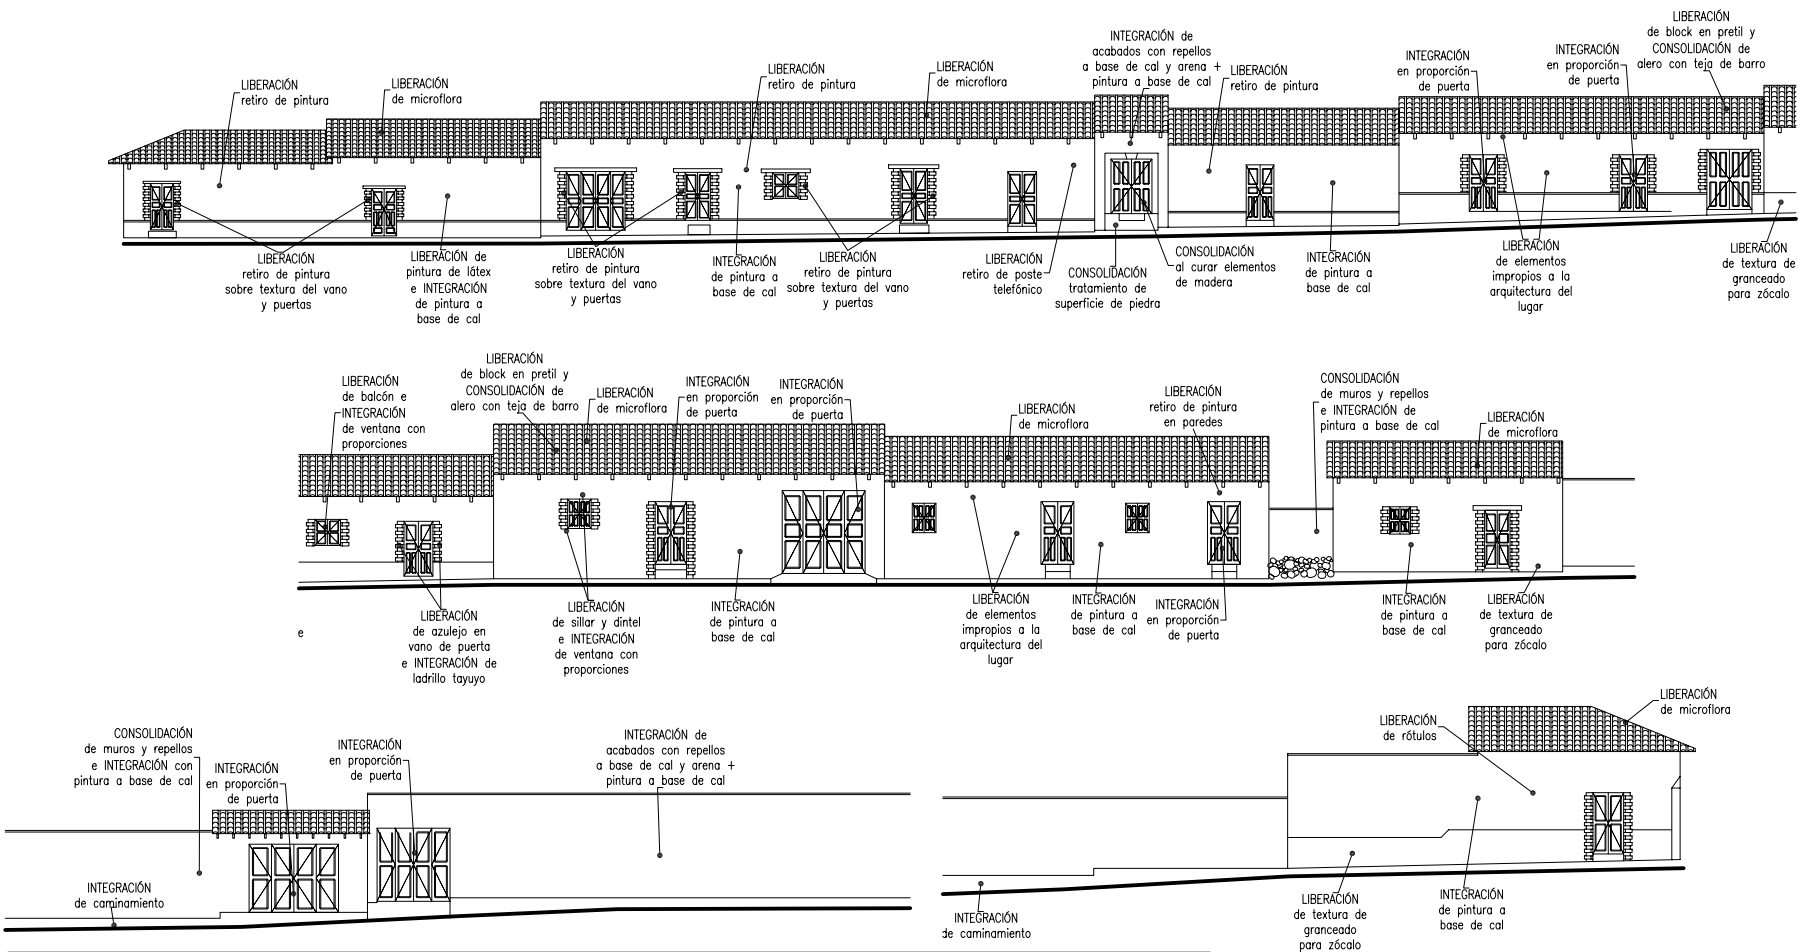 LIBERACIÓN
retiro de pintura
LIBERACIÓN
de microflora
LIBERACIÓN
retiro de pintura
LIBERACIÓN
de microflora
INTEGRACIÓN de
acabados con repellos
a base de cal y arena +
pintura a base de cal
LIBERACIÓN
retiro de pintura
INTEGRACIÓN
en proporción
de puerta
INTEGRACIÓN
en proporción
de puerta
LIBERACIÓN
de block en pretil y
CONSOLIDACIÓN de
alero con teja de barro
LIBERACIÓN
retiro de pintura
sobre textura del vano
y puertas
LIBERACIÓN de
pintura de látex
e INTEGRACIÓN
de pintura a
base de cal
LIBERACIÓN
retiro de pintura
sobre textura del vano
y puertas
INTEGRACIÓN
de pintura a
base de cal
LIBERACIÓN
retiro de pintura
sobre textura del vano
y puertas
LIBERACIÓN
retiro de poste
telefónico
CONSOLIDACIÓN
tratamiento de
superficie de piedra
CONSOLIDACIÓN
al curar elementos
de madera
INTEGRACIÓN
de pintura a
base de cal
LIBERACIÓN
de elementos
impropios a la
arquitectura del
lugar
LIBERACIÓN
de textura de
granceado
para zócalo
LIBERACIÓN
de balcón e
INTEGRACIÓN
de ventana con
proporciones
LIBERACIÓN
de block en pretil y
CONSOLIDACIÓN de
alero con teja de barro
LIBERACIÓN
de microflora
INTEGRACIÓN
en proporción
de puerta
INTEGRACIÓN
en proporción
de puerta
LIBERACIÓN
de microflora
LIBERACIÓN
retiro de pintura
en paredes
CONSOLIDACIÓN
de muros y repellos
e INTEGRACIÓN de
pintura a base de cal
LIBERACIÓN
de microflora
e
LIBERACIÓN
de azulejo en
vano de puerta
e INTEGRACIÓN de
ladrillo tayuyo
LIBERACIÓN
de sillar y dintel
e INTEGRACIÓN
de ventana con
proporciones
INTEGRACIÓN
de pintura a
base de cal
LIBERACIÓN
de elementos
impropios a la
arquitectura del
lugar
INTEGRACIÓN
de pintura a
base de cal
INTEGRACIÓN
en proporción
de puerta
INTEGRACIÓN
de pintura a
base de cal
LIBERACIÓN
de textura de
granceado
para zócalo
CONSOLIDACIÓN
de muros y repellos
e INTEGRACIÓN con
pintura a base de cal
INTEGRACIÓN
en proporción
de puerta
INTEGRACIÓN
en proporción
de puerta
INTEGRACIÓN de
acabados con repellos
a base de cal y arena +
pintura a base de cal
INTEGRACIÓN
de caminamiento
LIBERACIÓN
de rótulos
LIBERACIÓN
de microflora
INTEGRACIÓN
de caminamiento
LIBERACIÓN
de textura de
granceado
para zócalo
INTEGRACIÓN
de pintura a
base de cal